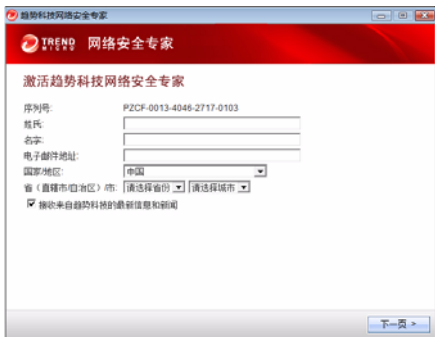 趋势科技网络安全专家
TREND MICRO 网络安全专家
激活趋势科技网络安全专家
序列号: PZCF-0013-4046-2717-0103
姓氏:
名字:
电子邮件地址:
国家/地区: 中国
省（直辖市/自治区）/市: 请选择省份 请选择城市
接收来自趋势科技的最新信息和新闻
下一页 >